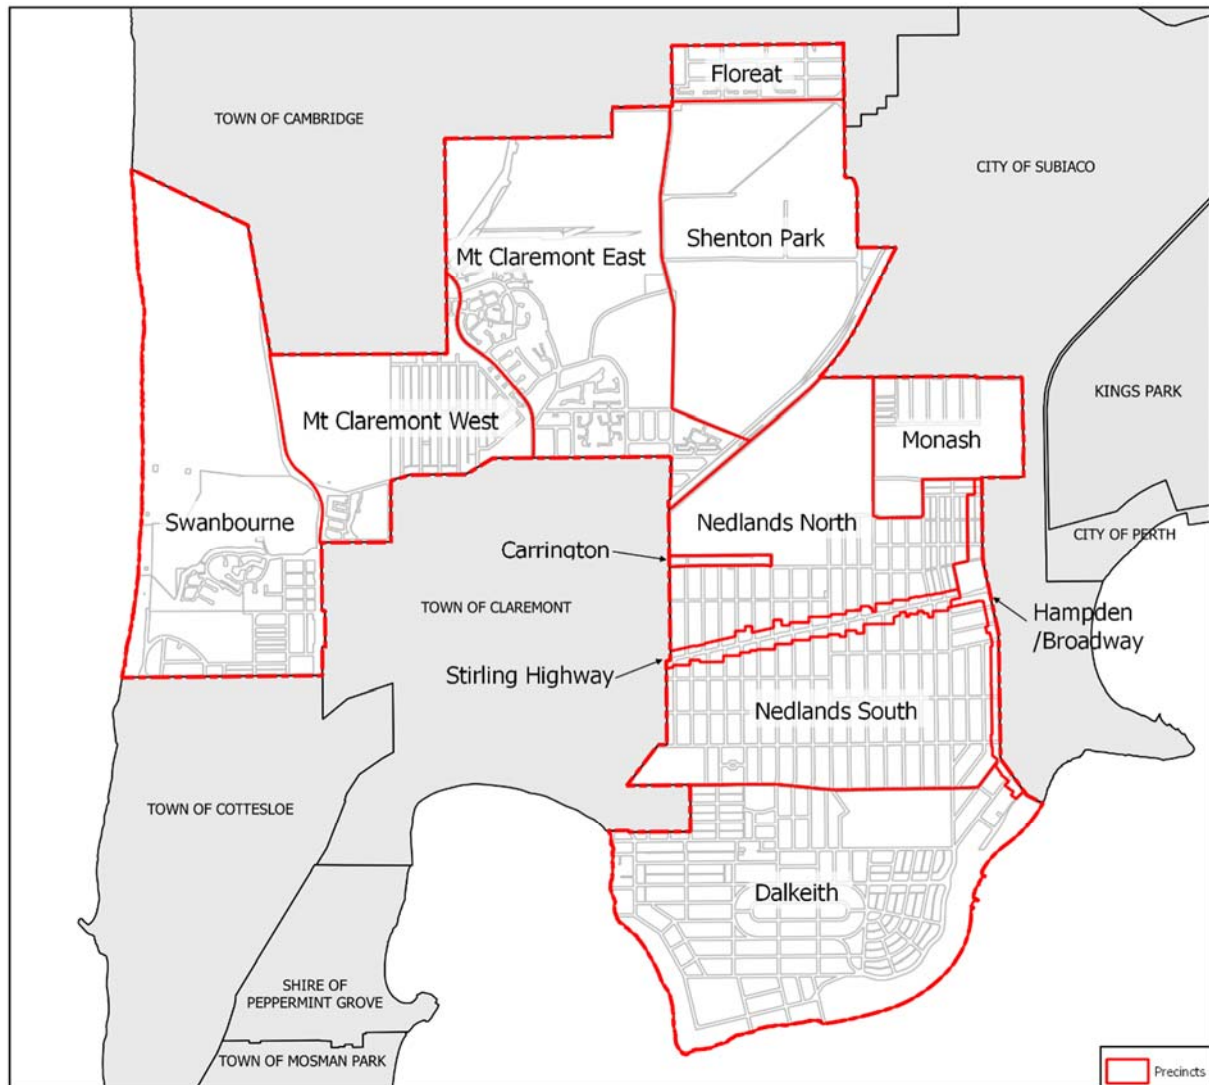 Floreat
TOWN OF CAMBRIDGE
CITY OF SUBIACO
Shenton Park
Mt Claremont East
KINGS PARK
Mt Claremont West
Monash
Swanbourne
Nedlands North
CITY OF PERTH
Carrington
TOWN OF CLAREMONT
Hampden
/Broadway
Stirling Highway
Nedlands South
TOWN OF COTTESLOE
Dalkeith
SHIRE OF
PEPPERMINT GROVE
TOWN OF MOSMAN PARK
Precincts